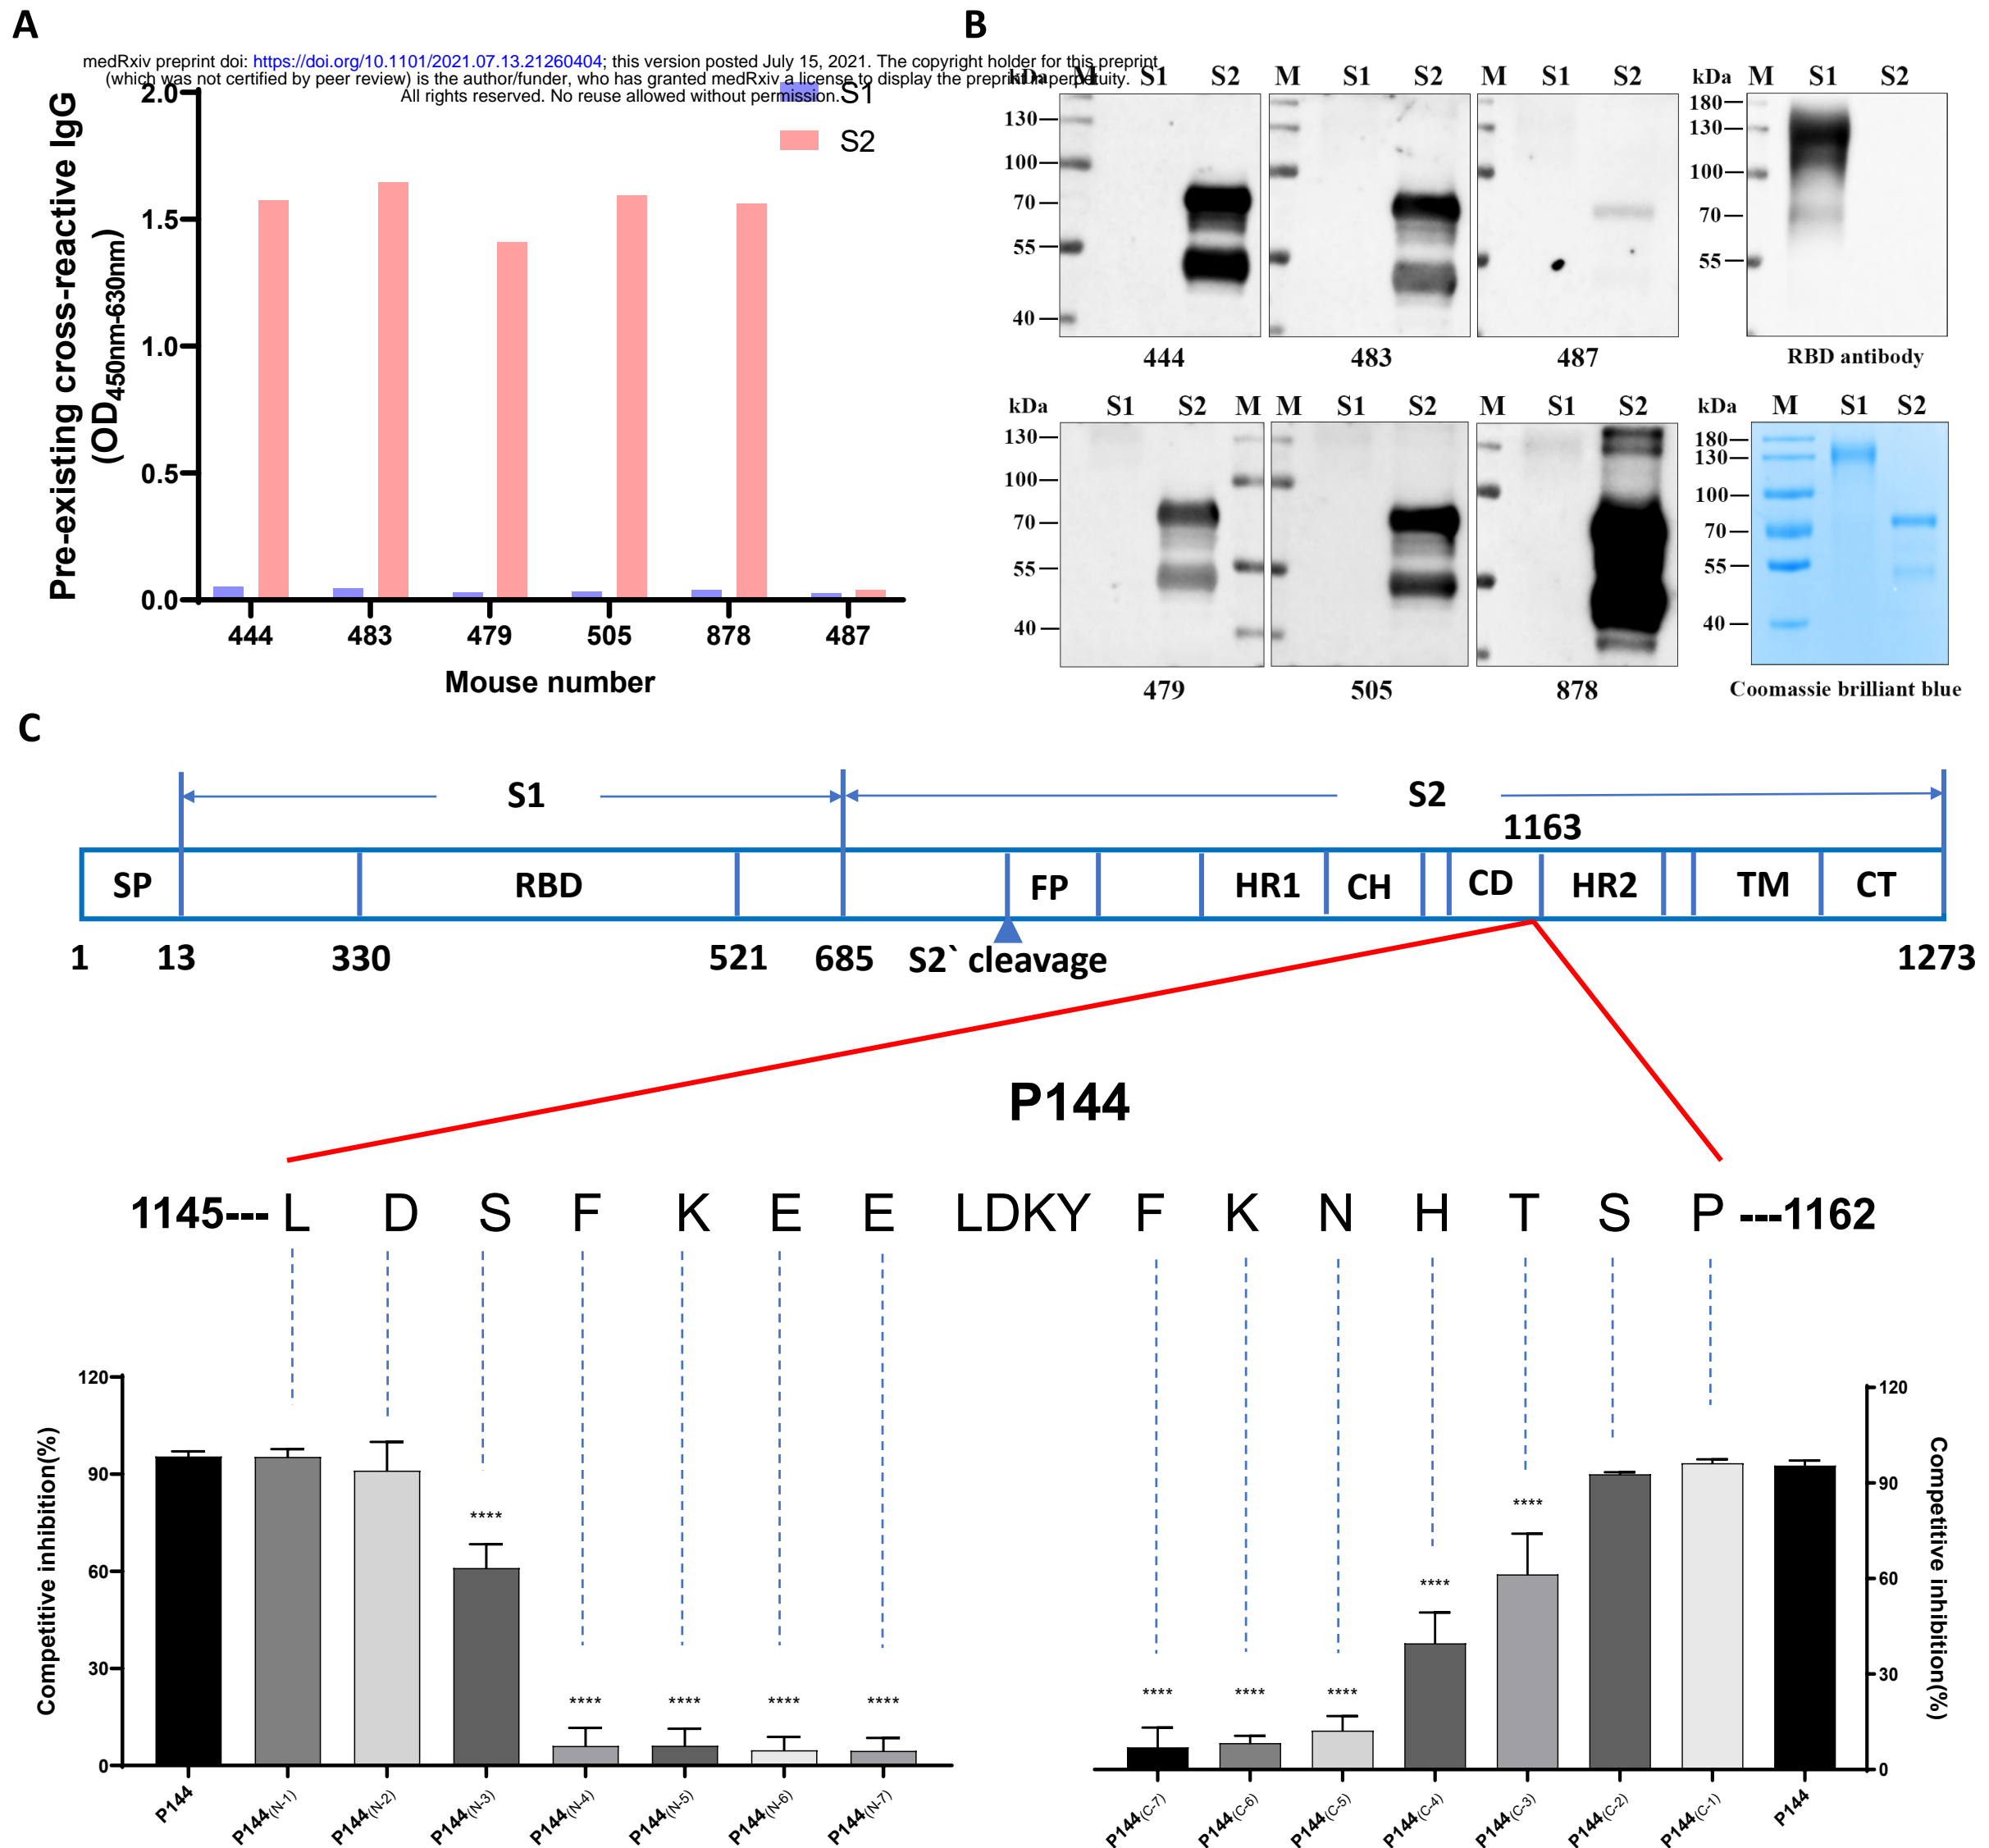 A
B
medRxiv preprint doi: https://doi.org/10.1101/2021.07.13.21260404; this version posted July 15, 2021. The copyright holder for this preprint
(which was not certified by peer review) is the author/funder, who has granted medRxiv a license to display the preprint in perpetuity.
All rights reserved. No reuse allowed without permission.
S1
S2
Pre-existing cross-reactive IgG
(OD450nm-630nm)
2.0
1.5
1.0
0.5
0.0
444 483 479 505 878 487
Mouse number
kDa M S1 S2 M S1 S2 M S1 S2
130
100
70
55
40
444 483 487
kDa M S1 S2
180
130
100
70
55
RBD antibody
kDa S1 S2 M M S1 S2 M S1 S2
130
100
70
55
40
479 505 878
kDa M S1 S2
180
130
100
70
55
40
Coomassie brilliant blue
C
S1 S2
1163
SP RBD FP HR1 CH CD HR2 TM CT
1 13 330 521 685 S2` cleavage 1273
P144
1145--- L D S F K E E LDKY F K N H T S P ---1162
Competitive inhibition(%)
120
90
60
30
0
**** **** **** **** ****
P144 P144(N-1) P144(N-2) P144(N-3) P144(N-4) P144(N-5) P144(N-6) P144(N-7)
**** **** **** **** ****
P144(C-7) P144(C-6) P144(C-5) P144(C-4) P144(C-3) P144(C-2) P144(C-1) P144
120
90
60
30
0
Competitive inhibition(%)